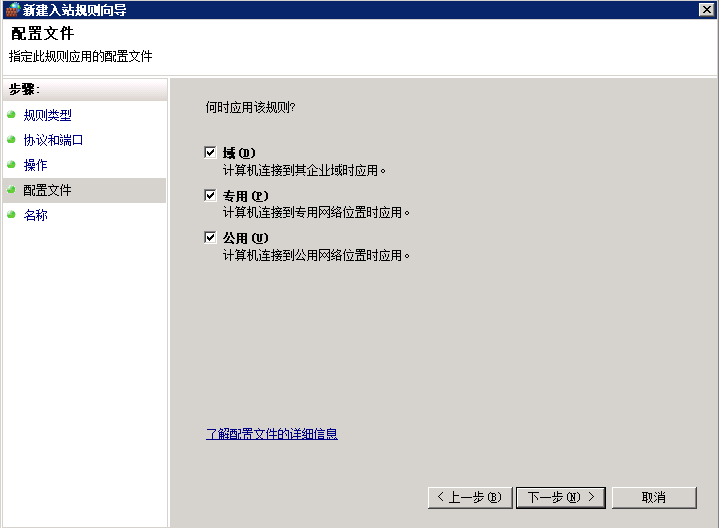 新建入站规则向导
配置文件
指定此规则应用的配置文件
步骤:
规则类型
协议和端口
操作
配置文件
名称
何时应用该规则?
域(D)
计算机连接到其企业域时应用。
专用(P)
计算机连接到专用网络位置时应用。
公用(U)
计算机连接到公用网络位置时应用。
了解配置文件的详细信息
< 上一步(B) 下一步(N) > 取消